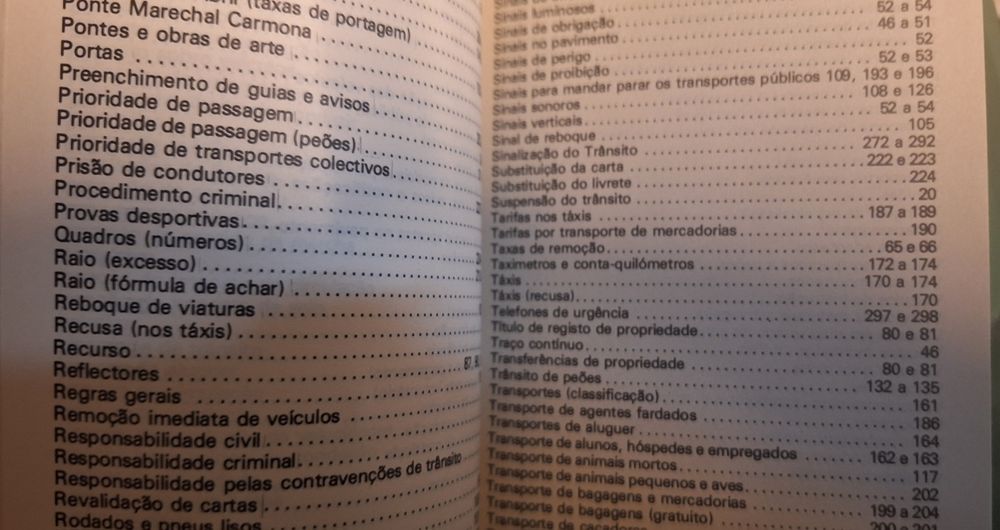 (taxas de portagem)
Ponte Marechal Carmona
Pontes e obras de arte
Portas
Preenchimento de guias e avisos
Prioridade de passagem
Prioridade de passagem (peões)
Prioridade de transportes colectivos
Prisão de condutores
Procedimento criminal
Provas desportivas
Quadros (números)
Raio (excesso)
Raio (fórmula de achar)
Reboque de viaturas
Recusa (nos táxis)
Recurso 87,
Reflectores
Regras gerais
Remoção imediata de veículos
Responsabilidade civil
Responsabilidade criminal
Responsabilidade pelas contravenções de trânsito
Revalidação de cartas
Rodados e pneus lisos
Sinais luminosos
Sinais de obrigação 52 a 54
Sinais no pavimento 46 a 51
Sinais de perigo 52
Sinais de proibição 52 e 53
Sinais para mandar parar os transportes públicos 109, 193 e 196
Sinais sonoros 108 e 126
Sinais verticais 52 a 54
Sinal de reboque 105
Sinalização do Trânsito 272 a 292
Substituição da carta 222 e 223
Substituição do livrete 224
Suspensão do trânsito 20
Tarifas nos táxis 187 a 189
Tarifas por transporte de mercadorias 190
Taxas de remoção 65 e 66
Taximetros e conta-quilómetros 172 a 174
Táxis 170 a 174
Táxis (recusa) 170
Telefones de urgência 297 e 298
Título de registo de propriedade 80 e 81
Traço contínuo 46
Transferências de propriedade 80 e 81
Trânsito de peões 132 a 135
Transportes (classificação) 161
Transporte de agentes fardados 186
Transportes de aluguer 164
Transporte de alunos, hóspedes e empregados 162 e 163
Transporte de animais mortos 117
Transporte de animais pequenos e aves 202
Transporte de bagagens e mercadorias 199 a 204
Transporte de bagagens (gratuito)
Transporte de caçadores